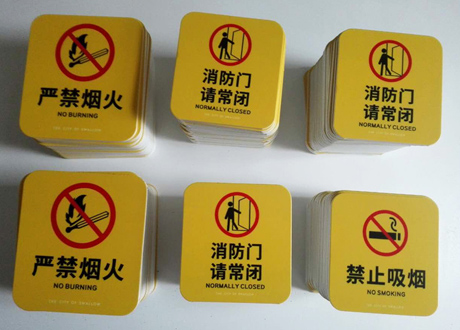 严禁烟火
NO BURNING
消防门
请常闭
NORMALLY CLOSED
消防门
请常闭
NORMALLY CLOSED
严禁烟火
NO BURNING
消防门
请常闭
NORMALLY CLOSED
禁止吸烟
NO SMOKING